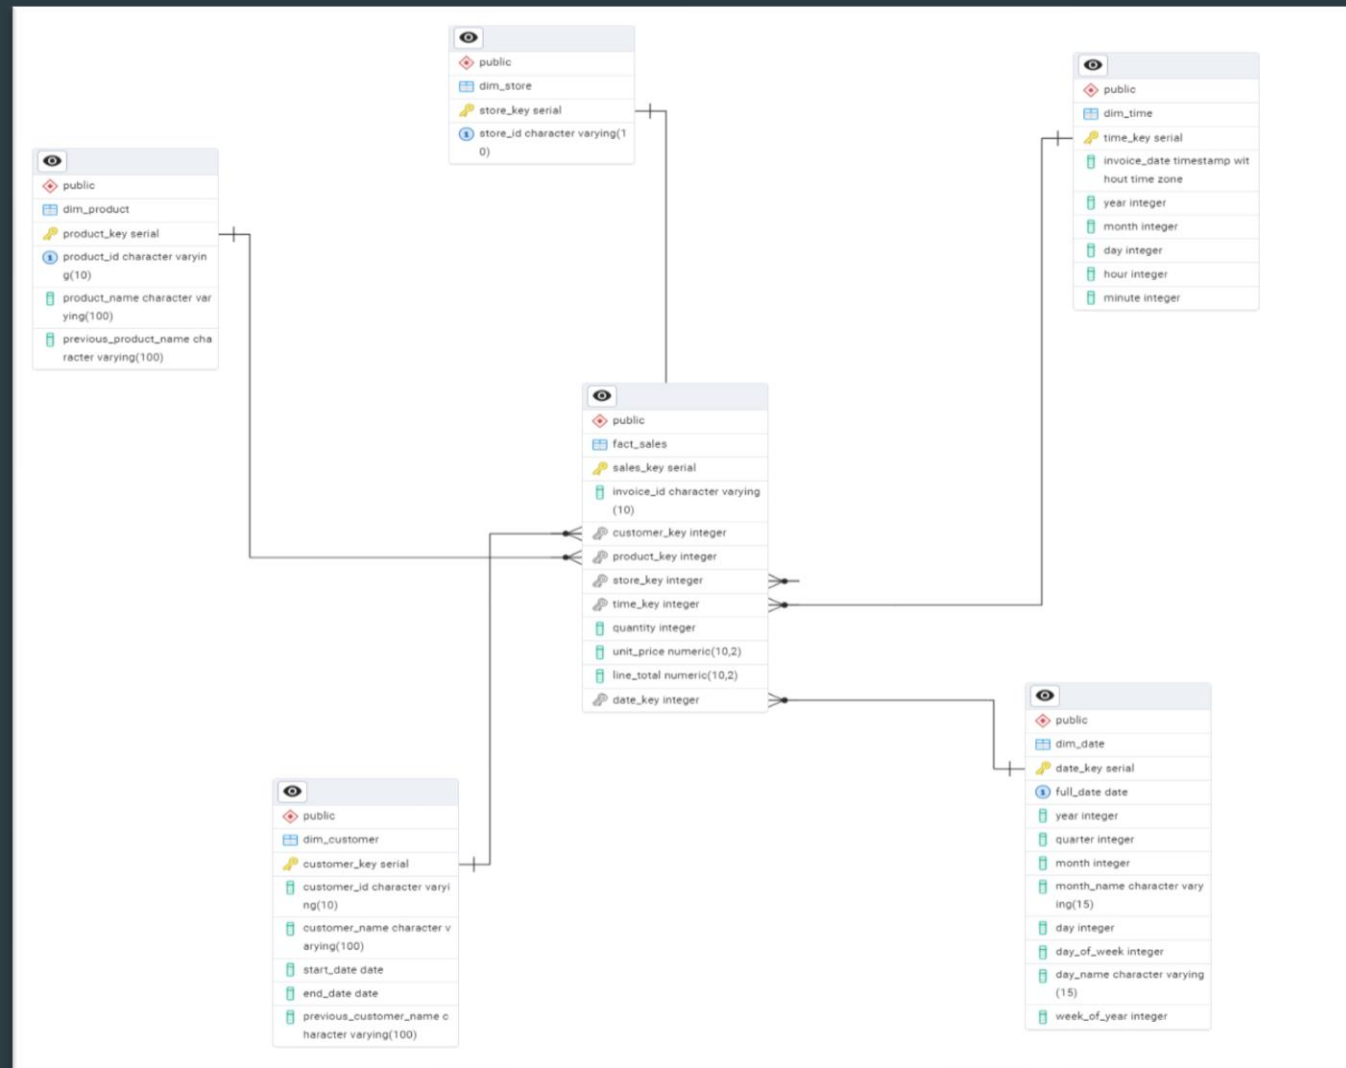 public
dim_store
store_key serial
store_id character varying(1
0)
public
dim_time
time_key serial
invoice_date timestamp wit
hout time zone
year integer
month integer
day integer
hour integer
minute integer
public
dim_product
product_key serial
product_id character varyin
g(10)
product_name character var
ying(100)
previous_product_name cha
racter varying(100)
public
fact_sales
sales_key serial
invoice_id character varying
(10)
customer_key integer
product_key integer
store_key integer
time_key integer
quantity integer
unit_price numeric(10,2)
line_total numeric(10,2)
date_key integer
public
dim_customer
customer_key serial
customer_id character varyi
ng(10)
customer_name character v
arying(100)
start_date date
end_date date
previous_customer_name c
haracter varying(100)
public
dim_date
date_key serial
full_date date
year integer
quarter integer
month integer
month_name character vary
ing(15)
day integer
day_of_week integer
day_name character varying
(15)
week_of_year integer